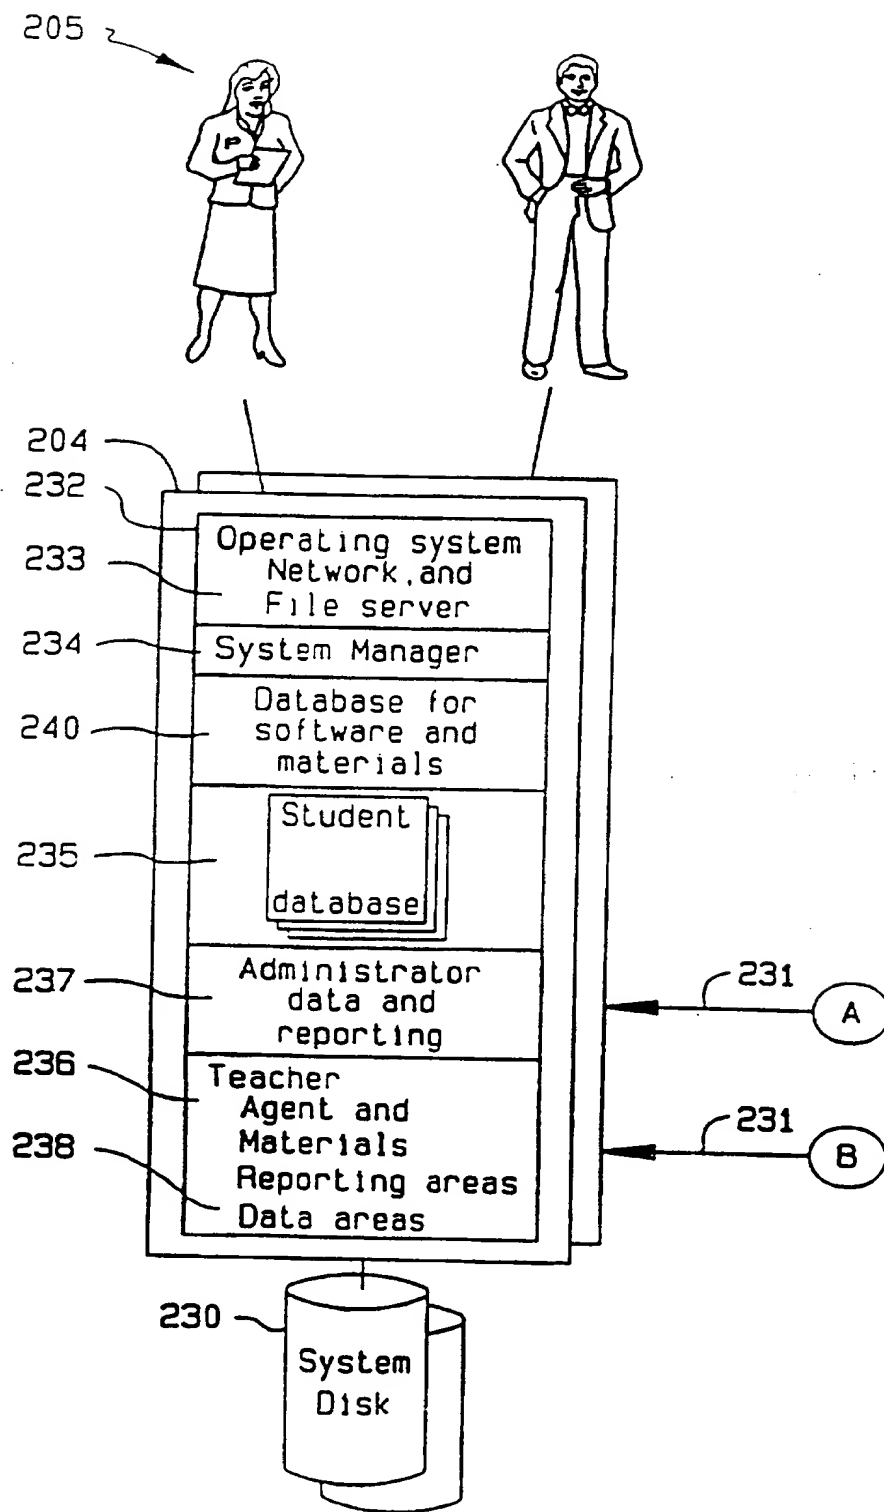 205
204
232
Operating system
Network, and
233
File server
234
System Manager
Database for
240
software and
materials
Student
235
database
Administrator
237
data and
231
A
reporting
236
Teacher
Agent and
Materials
231
B
238
Reporting areas
Data areas
230
System
Disk